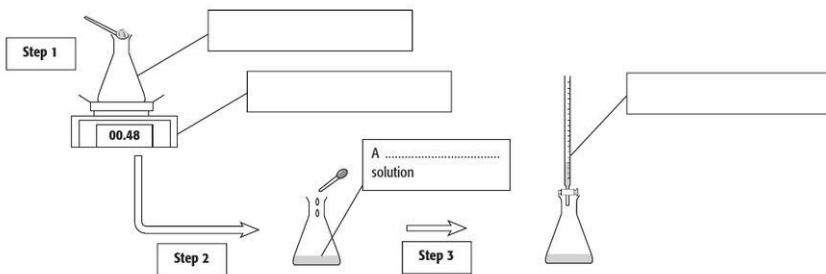 Step 1
00.48
A ..................................
solution
Step 2
Step 3